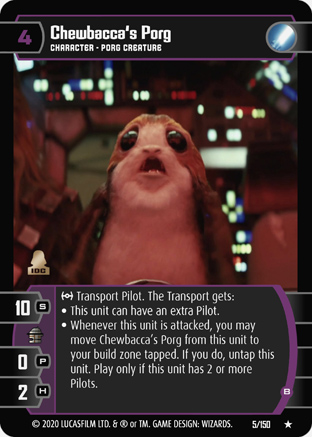 4 Chewbacca's Porg
CHARACTER • PORG CREATURE
IDC
10 S
0 P
2 H
Transport Pilot. The Transport gets:
• This unit can have an extra Pilot.
• Whenever this unit is attacked, you may
move Chewbacca's Porg from this unit to
your build zone tapped. If you do, untap this
unit. Play only if this unit has 2 or more
Pilots.
B
© 2020 LUCASFILM LTD. & ® or TM. GAME DESIGN: WIZARDS. 5/150 ★